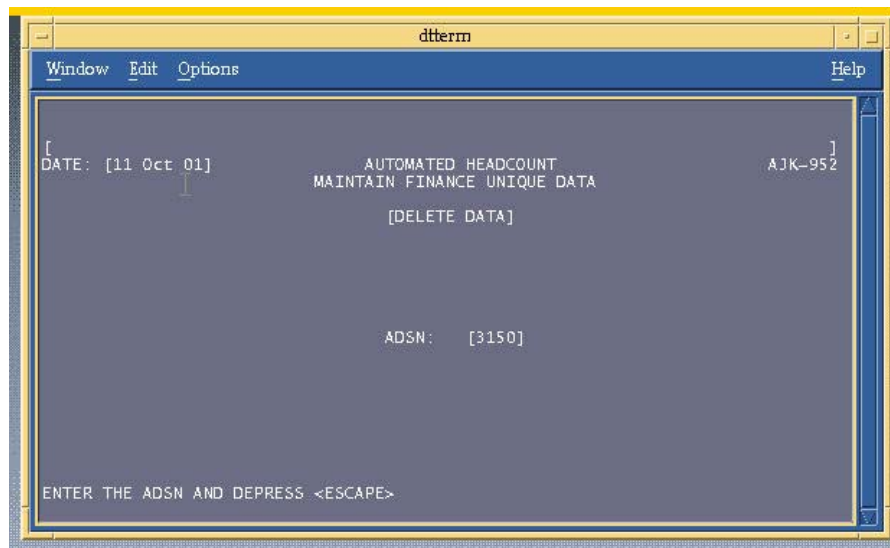 dtterm
Window Edit Options Help
[ ]
DATE: [11 Oct 01] AUTOMATED HEADCOUNT AJK-952
MAINTAIN FINANCE UNIQUE DATA
[DELETE DATA]
ADSN: [3150]
ENTER THE ADSN AND DEPRESS <ESCAPE>